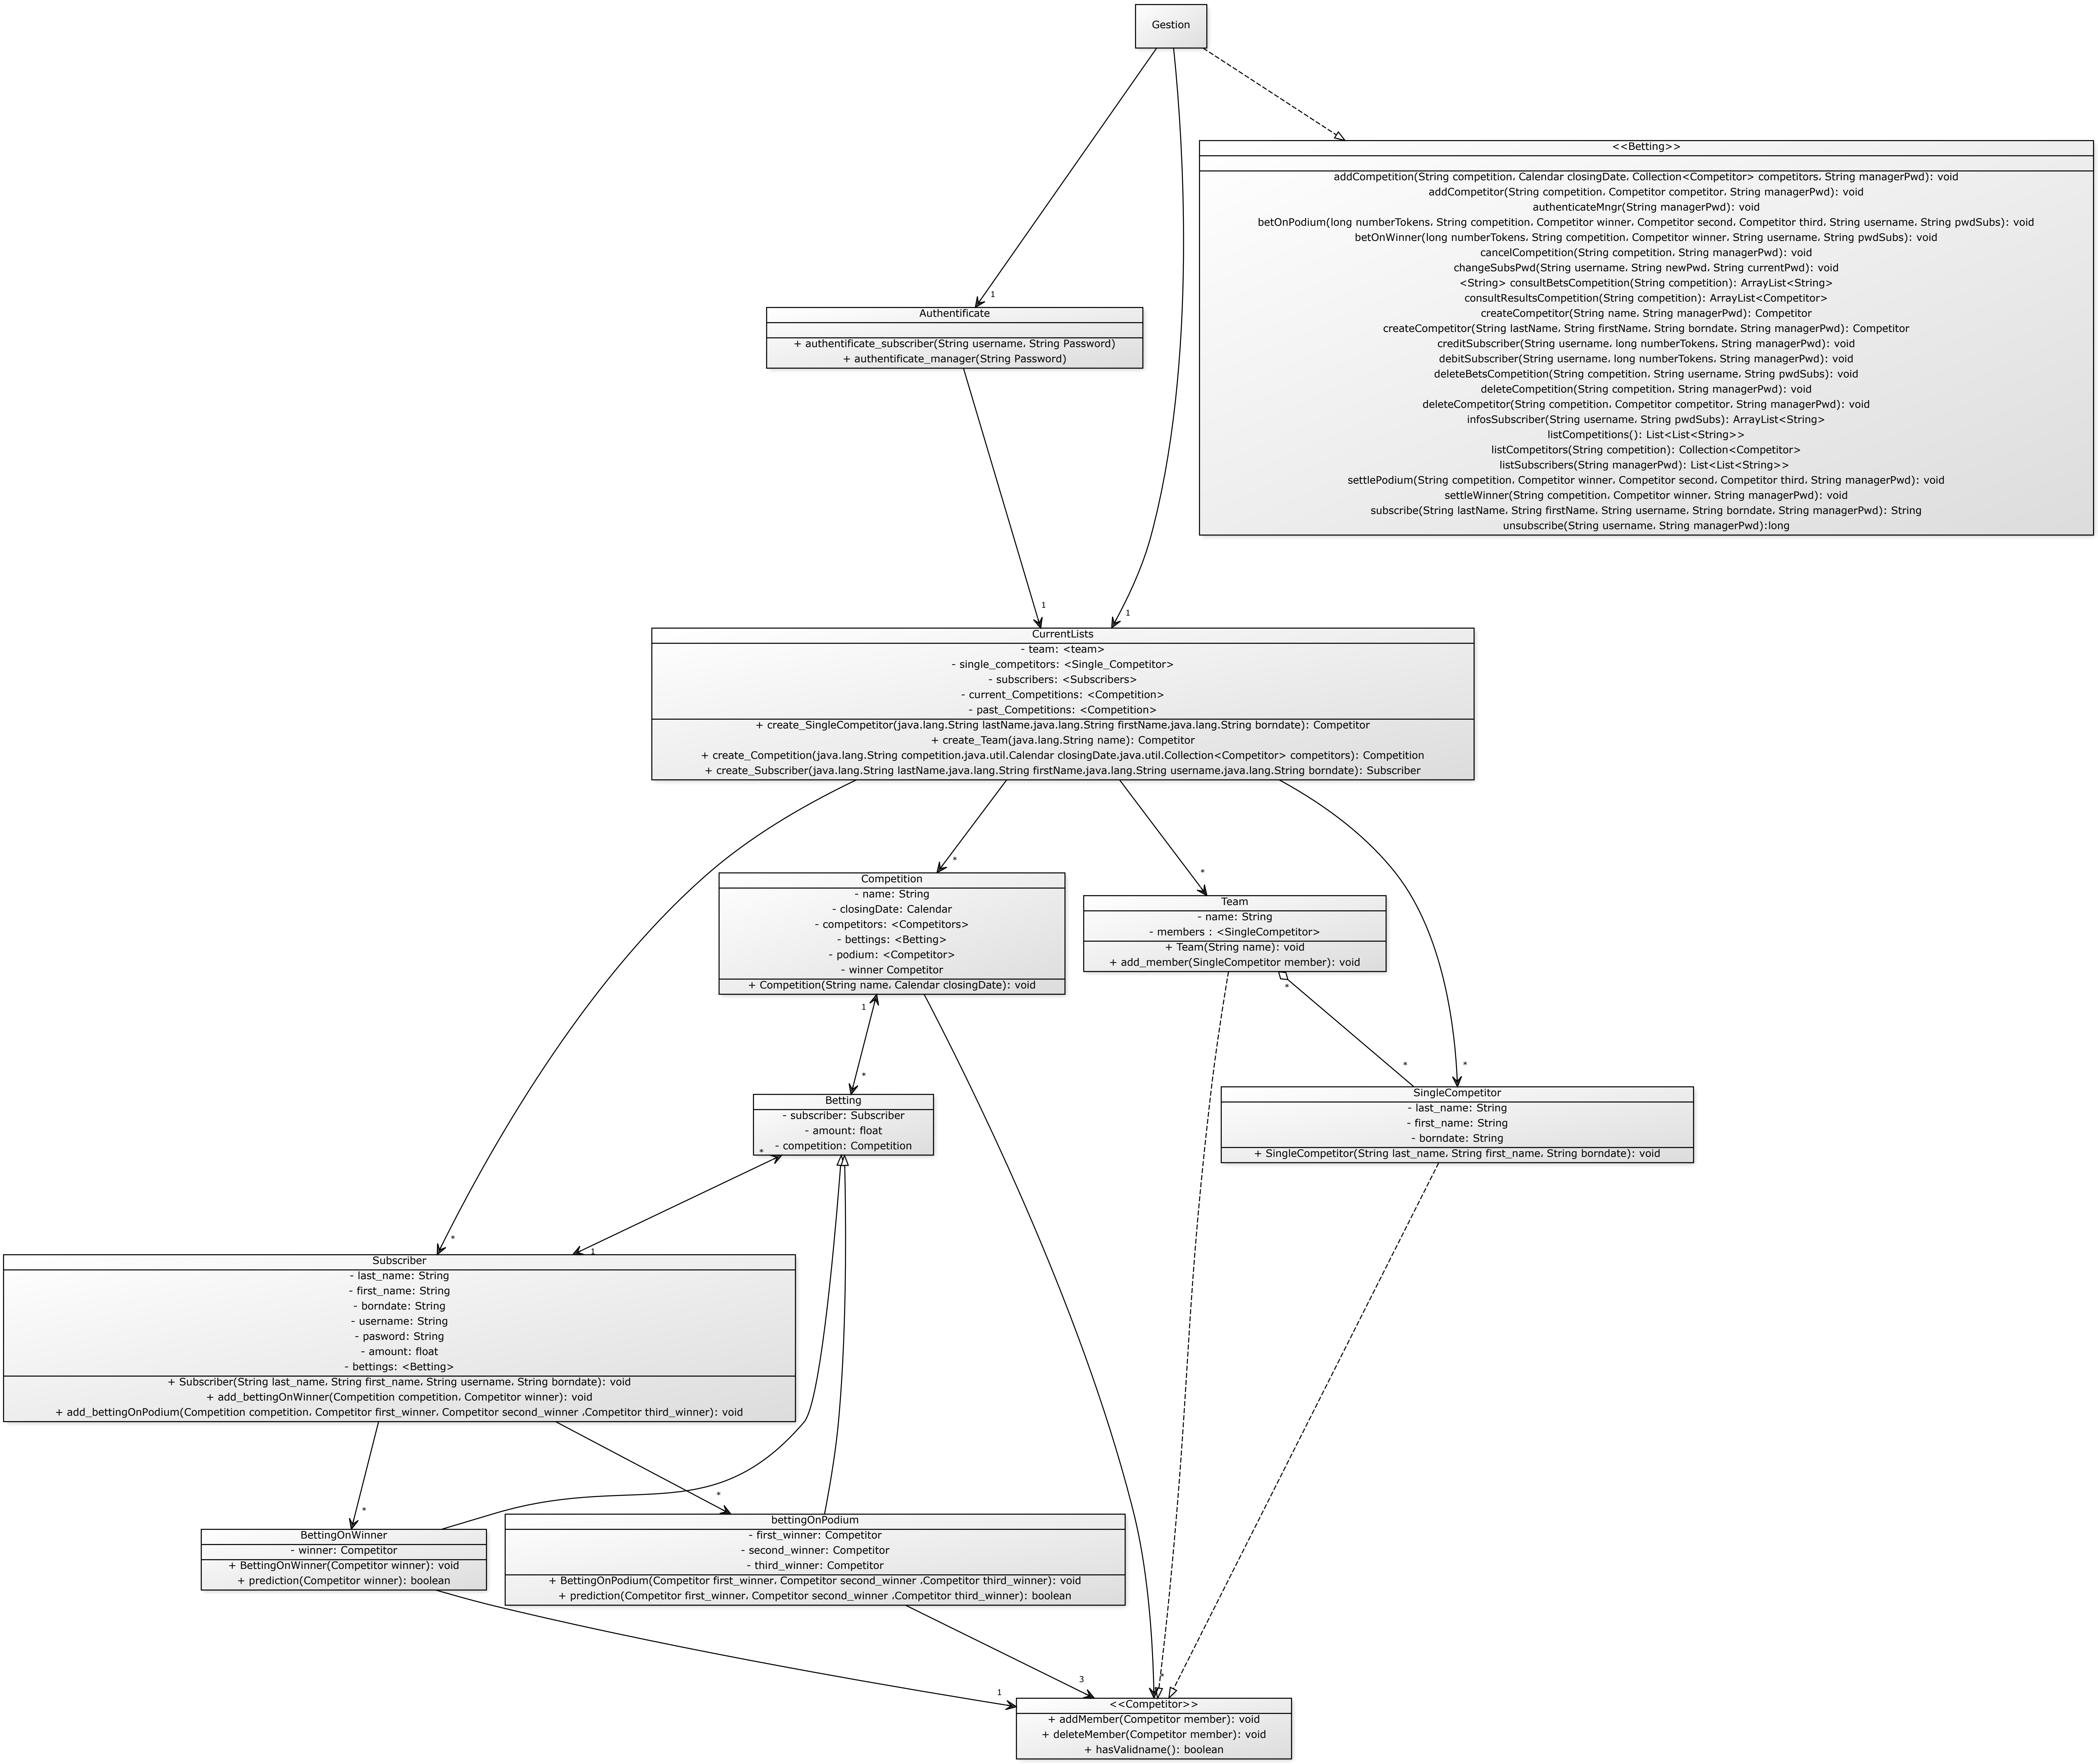 Gestion
<<Betting>>
addCompetition(String competition، Calendar closingDate، Collection<Competitor> competitors، String managerPwd): void
addCompetitor(String competition، Competitor competitor، String managerPwd): void
authenticateMngr(String managerPwd): void
betOnPodium(long numberTokens، String competition، Competitor winner، Competitor second، Competitor third، String username، String pwdSubs): void
betOnWinner(long numberTokens، String competition، Competitor winner، String username، String pwdSubs): void
cancelCompetition(String competition، String managerPwd): void
changeSubsPwd(String username، String newPwd، String currentPwd): void
<String> consultBetsCompetition(String competition): ArrayList<String>
consultResultsCompetition(String competition): ArrayList<Competitor>
createCompetitor(String name، String managerPwd): Competitor
createCompetitor(String lastName، String firstName، String borndate، String managerPwd): Competitor
creditSubscriber(String username، long numberTokens، String managerPwd): void
debitSubscriber(String username، long numberTokens، String managerPwd): void
deleteBetsCompetition(String competition، String username، String pwdSubs): void
deleteCompetition(String competition، String managerPwd): void
deleteCompetitor(String competition، Competitor competitor، String managerPwd): void
infosSubscriber(String username، String pwdSubs): ArrayList<String>
listCompetitions(): List<List<String>>
listCompetitors(String competition): Collection<Competitor>
listSubscribers(String managerPwd): List<List<String>>
settlePodium(String competition، Competitor winner، Competitor second، Competitor third، String managerPwd): void
settleWinner(String competition، Competitor winner، String managerPwd): void
subscribe(String lastName، String firstName، String username، String borndate، String managerPwd): String
unsubscribe(String username، String managerPwd):long
1
Authentificate
+ authentificate_subscriber(String username، String Password)
+ authentificate_manager(String Password)
1
1
CurrentLists
- team: <team>
- single_competitors: <Single_Competitor>
- subscribers: <Subscribers>
- current_Competitions: <Competition>
- past_Competitions: <Competition>
+ create_SingleCompetitor(java.lang.String lastName،java.lang.String firstName،java.lang.String borndate): Competitor
+ create_Team(java.lang.String name): Competitor
+ create_Competition(java.lang.String competition،java.util.Calendar closingDate،java.util.Collection<Competitor> competitors): Competition
+ create_Subscriber(java.lang.String lastName،java.lang.String firstName،java.lang.String username،java.lang.String borndate): Subscriber
*
*
Competition
- name: String
- closingDate: Calendar
- competitors: <Competitors>
- bettings: <Betting>
- podium: <Competitor>
- winner Competitor
+ Competition(String name، Calendar closingDate): void
Team
- name: String
- members : <SingleCompetitor>
+ Team(String name): void
+ add_member(SingleCompetitor member): void
*
1
*
*
*
Betting
- subscriber: Subscriber
- amount: float
- competition: Competition
*
SingleCompetitor
- last_name: String
- first_name: String
- borndate: String
+ SingleCompetitor(String last_name، String first_name، String borndate): void
*
1
Subscriber
- last_name: String
- first_name: String
- borndate: String
- username: String
- pasword: String
- amount: float
- bettings: <Betting>
+ Subscriber(String last_name، String first_name، String username، String borndate): void
+ add_bettingOnWinner(Competition competition، Competitor winner): void
+ add_bettingOnPodium(Competition competition، Competitor first_winner، Competitor second_winner ،Competitor third_winner): void
*
*
BettingOnWinner
- winner: Competitor
+ BettingOnWinner(Competitor winner): void
+ prediction(Competitor winner): boolean
bettingOnPodium
- first_winner: Competitor
- second_winner: Competitor
- third_winner: Competitor
+ BettingOnPodium(Competitor first_winner، Competitor second_winner ،Competitor third_winner): void
+ prediction(Competitor first_winner، Competitor second_winner ،Competitor third_winner): boolean
1
3
*
<<Competitor>>
+ addMember(Competitor member): void
+ deleteMember(Competitor member): void
+ hasValidname(): boolean